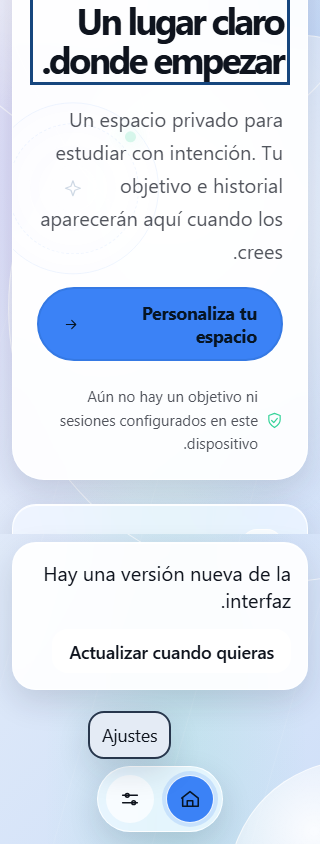 Un lugar claro
.donde empezar
Un espacio privado para
estudiar con intención. Tu
objetivo e historial
aparecerán aquí cuando los
.crees
Personaliza tu
espacio
Aún no hay un objetivo ni
sesiones configurados en este
.dispositivo
Hay una versión nueva de la
.interfaz
Actualizar cuando quieras
Ajustes